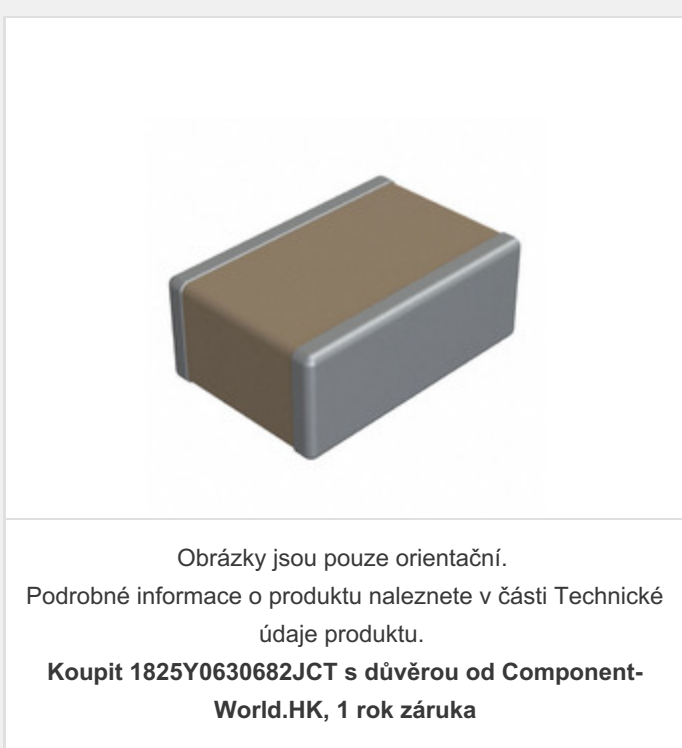 Obrázky jsou pouze orientační.
Podrobné informace o produktu naleznete v části Technické
údaje produktu.
Koupit 1825Y0630682JCT s důvěrou od Component-
World.HK, 1 rok záruka